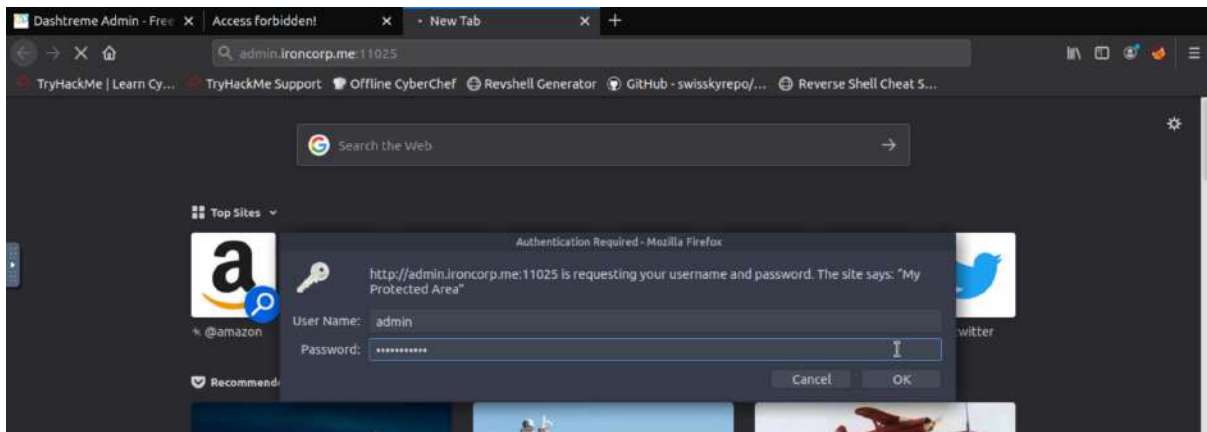 Dashtreme Admin - Free
Access forbidden!
New Tab
admin.ironcorp.me:11025
TryHackMe | Learn Cy... TryHackMe Support Offline CyberChef Revshell Generator GitHub - swisskyrepo/... Reverse Shell Cheat S...
Search the Web
Top Sites
Authentication Required - Mozilla Firefox
http://admin.ironcorp.me:11025 is requesting your username and password. The site says: "My
Protected Area"
User Name: admin
Password: •••••••••••
@amazon
witter
Cancel OK
Recommend